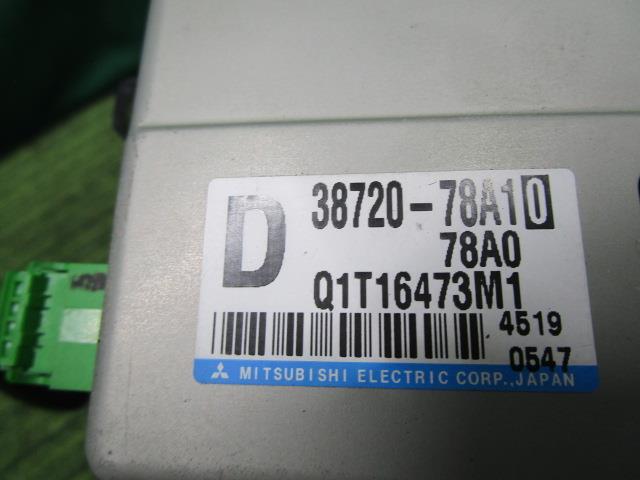 D
38720-78A10
78A0
Q1T16473M1
4519
0547
MITSUBISHI ELECTRIC CORP., JAPAN